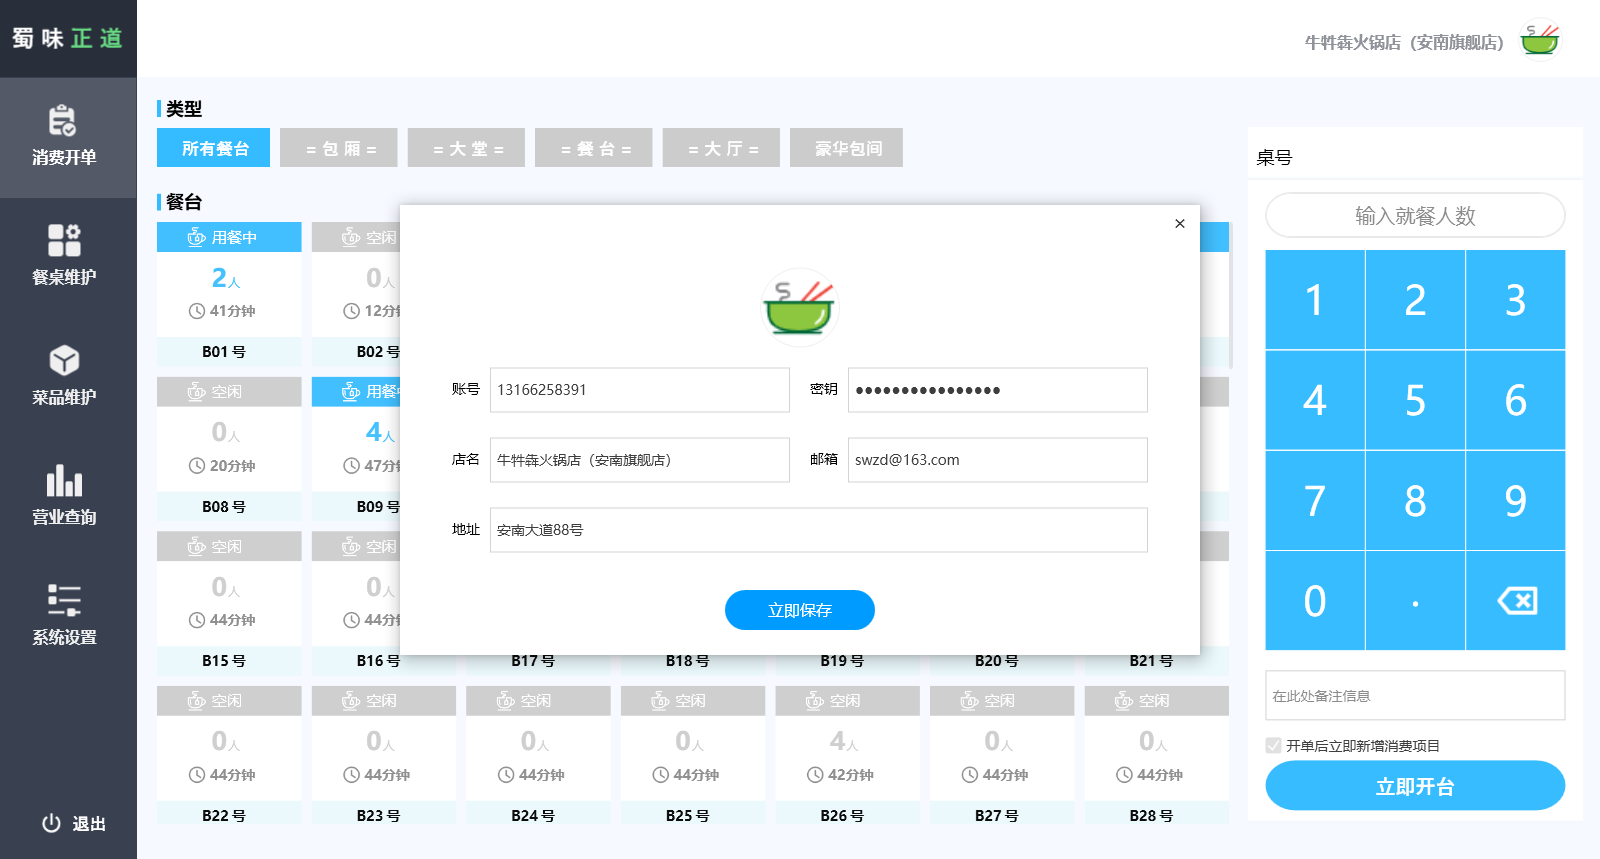 蜀味正道
牛牪犇火锅店（安南旗舰店）
消费开单
餐桌维护
菜品维护
营业查询
系统设置
退出
类型
所有餐台
= 包 厢 =
= 大 堂 =
= 餐 台 =
= 大 厅 =
豪华包间
餐台
用餐中
空闲
2人
0人
41分钟
12分
B01 号
B02 号
空闲
用餐
0人
4人
20分钟
47分
B08 号
B09 号
空闲
空闲
0人
0人
44分钟
44分
B15 号
B16 号
B17 号
B18 号
B19 号
B20 号
B21 号
空闲
空闲
空闲
空闲
空闲
空闲
空闲
0人
0人
0人
0人
4人
0人
0人
44分钟
44分钟
44分钟
44分钟
42分钟
44分钟
44分钟
B22 号
B23 号
B24 号
B25 号
B26 号
B27 号
B28 号
×
账号
13166258391
密钥
●●●●●●●●●●●●●●●●
店名
牛牪犇火锅店（安南旗舰店）
邮箱
swzd@163.com
地址
安南大道88号
立即保存
桌号
输入就餐人数
1
2
3
4
5
6
7
8
9
0
.
在此处备注信息
开单后立即新增消费项目
立即开台